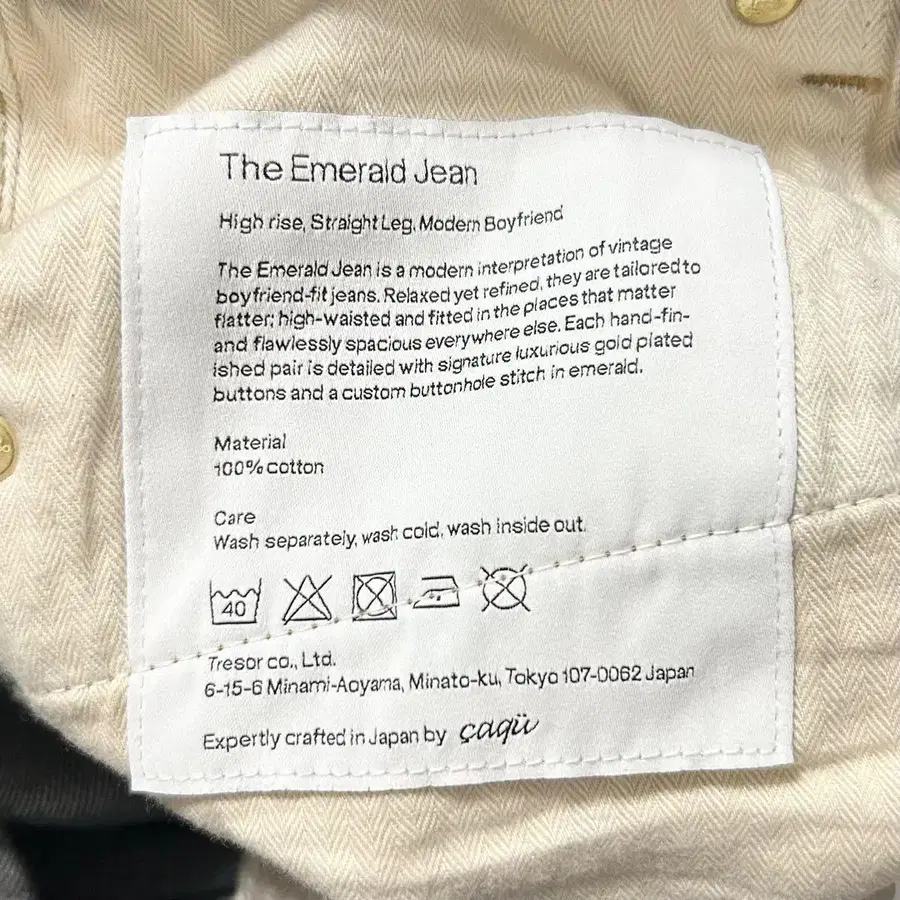 The Emerald Jean
High rise, Straight Leg, Modern Boyfriend
The Emerald Jean is a modern interpretation of vintage
boyfriend-fit jeans. Relaxed yet refined, they are tailored to
flatter; high-waisted and fitted in the places that matter
and flawlessly spacious everywhere else. Each hand-fin-
ished pair is detailed with signature luxurious gold plated
buttons and a custom buttonhole stitch in emerald.
Material
100% cotton
Care
Wash separately, wash cold, wash inside out.
40
Tresor co., Ltd.
6-15-6 Minami-Aoyama, Minato-ku, Tokyo 107-0062 Japan
Expertly crafted in Japan by çaqü